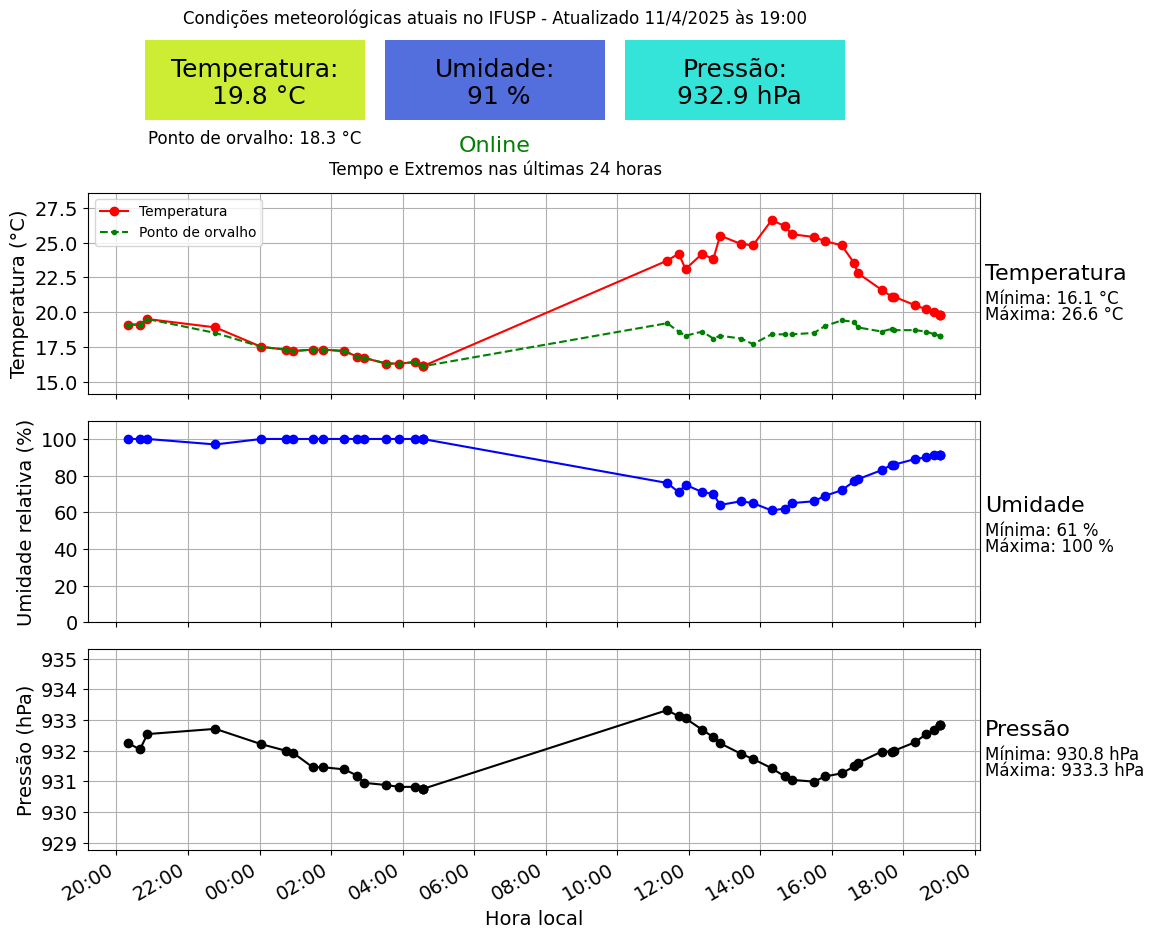 Condições meteorológicas atuais no IFUSP - Atualizado 11/4/2025 às 19:00
Temperatura:
19.8 °C
Umidade:
91 %
Pressão:
932.9 hPa
Ponto de orvalho: 18.3 °C
Online
Tempo e Extremos nas últimas 24 horas
Temperatura (°C)
27.5
25.0
22.5
20.0
17.5
15.0
Temperatura
Ponto de orvalho
Temperatura
Mínima: 16.1 °C
Máxima: 26.6 °C
Umidade relativa (%)
100
80
60
40
20
0
Umidade
Mínima: 61 %
Máxima: 100 %
Pressão (hPa)
935
934
933
932
931
930
929
Pressão
Mínima: 930.8 hPa
Máxima: 933.3 hPa
20:00 22:00 00:00 02:00 04:00 06:00 08:00 10:00 12:00 14:00 16:00 18:00 20:00
Hora local